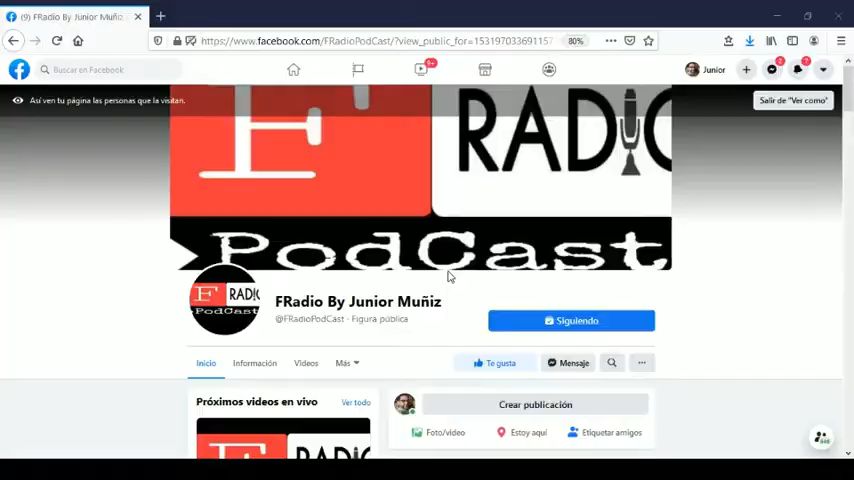 (9) FRadio By Junior Muñiz
https://www.facebook.com/FRadioPodCast/?view_public_for=153197033691157
80%
Buscar en Facebook
9+
Junior
Así ven tu página las personas que la visitan.
Salir de "Ver como"
F RADIO
PodCast
F RADIO
PodCast
FRadio By Junior Muñiz
@FRadioPodCast · Figura pública
Siguiendo
Inicio Información Videos Más
Te gusta Mensaje
Próximos videos en vivo Ver todo
Crear publicación
Foto/video Estoy aquí Etiquetar amigos